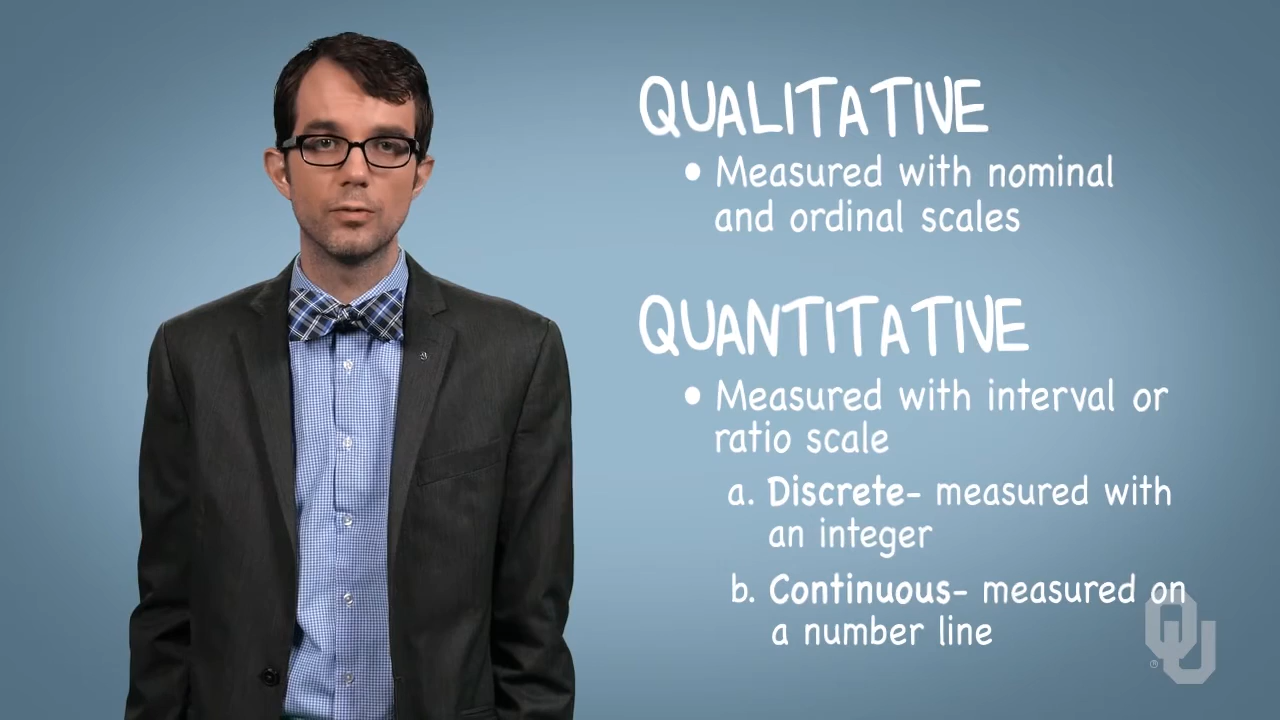 QUALITATIVE
• Measured with nominal
and ordinal scales
QUANTITATIVE
• Measured with interval or
ratio scale
a. Discrete- measured with
an integer
b. Continuous- measured on
a number line
OU
®